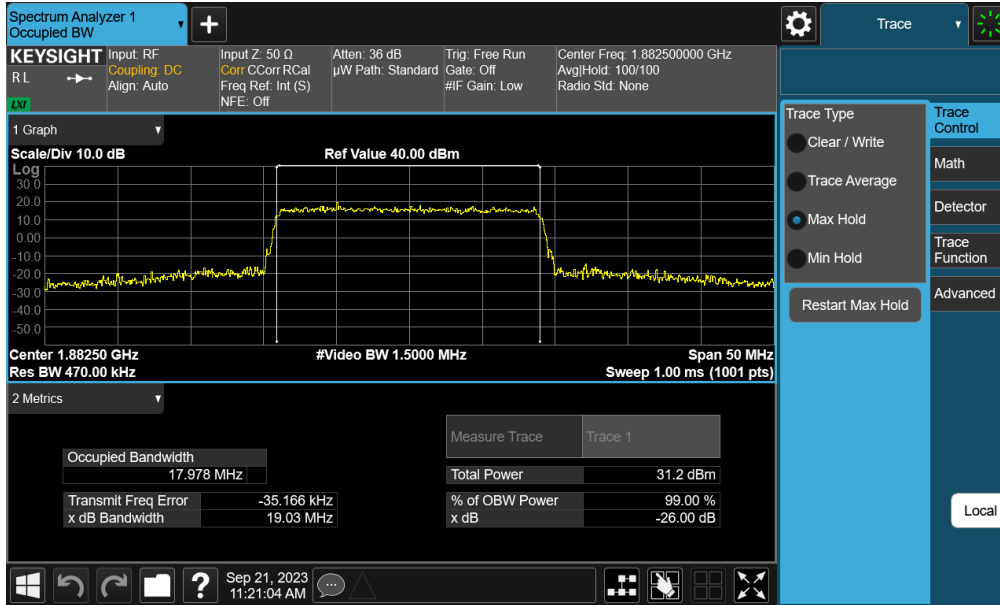 Spectrum Analyzer 1
Occupied BW
▼
+
Trace
▼
KEYSIGHT
R L
LXI
Input: RF
Coupling: DC
Align: Auto
Input Z: 50 Ω
Corr CCorr RCal
Freq Ref: Int (S)
NFE: Off
Atten: 36 dB
µW Path: Standard
Trig: Free Run
Gate: Off
#IF Gain: Low
Center Freq: 1.882500000 GHz
Avg|Hold: 100/100
Radio Std: None
1 Graph ▼
Scale/Div 10.0 dB
Ref Value 40.00 dBm
Log
30.0
20.0
10.0
0.00
-10.0
-20.0
-30.0
-40.0
-50.0
Center 1.88250 GHz
#Video BW 1.5000 MHz
Span 50 MHz
Res BW 470.00 kHz
Sweep 1.00 ms (1001 pts)
2 Metrics ▼
Measure Trace Trace 1
Occupied Bandwidth
17.978 MHz
Total Power 31.2 dBm
Transmit Freq Error -35.166 kHz
% of OBW Power 99.00 %
x dB Bandwidth 19.03 MHz
x dB -26.00 dB
Trace Type
Clear / Write
Trace Average
Max Hold
Min Hold
Restart Max Hold
Trace
Control
Math
Detector
Trace
Function
Advanced
Local
?
Sep 21, 2023
11:21:04 AM